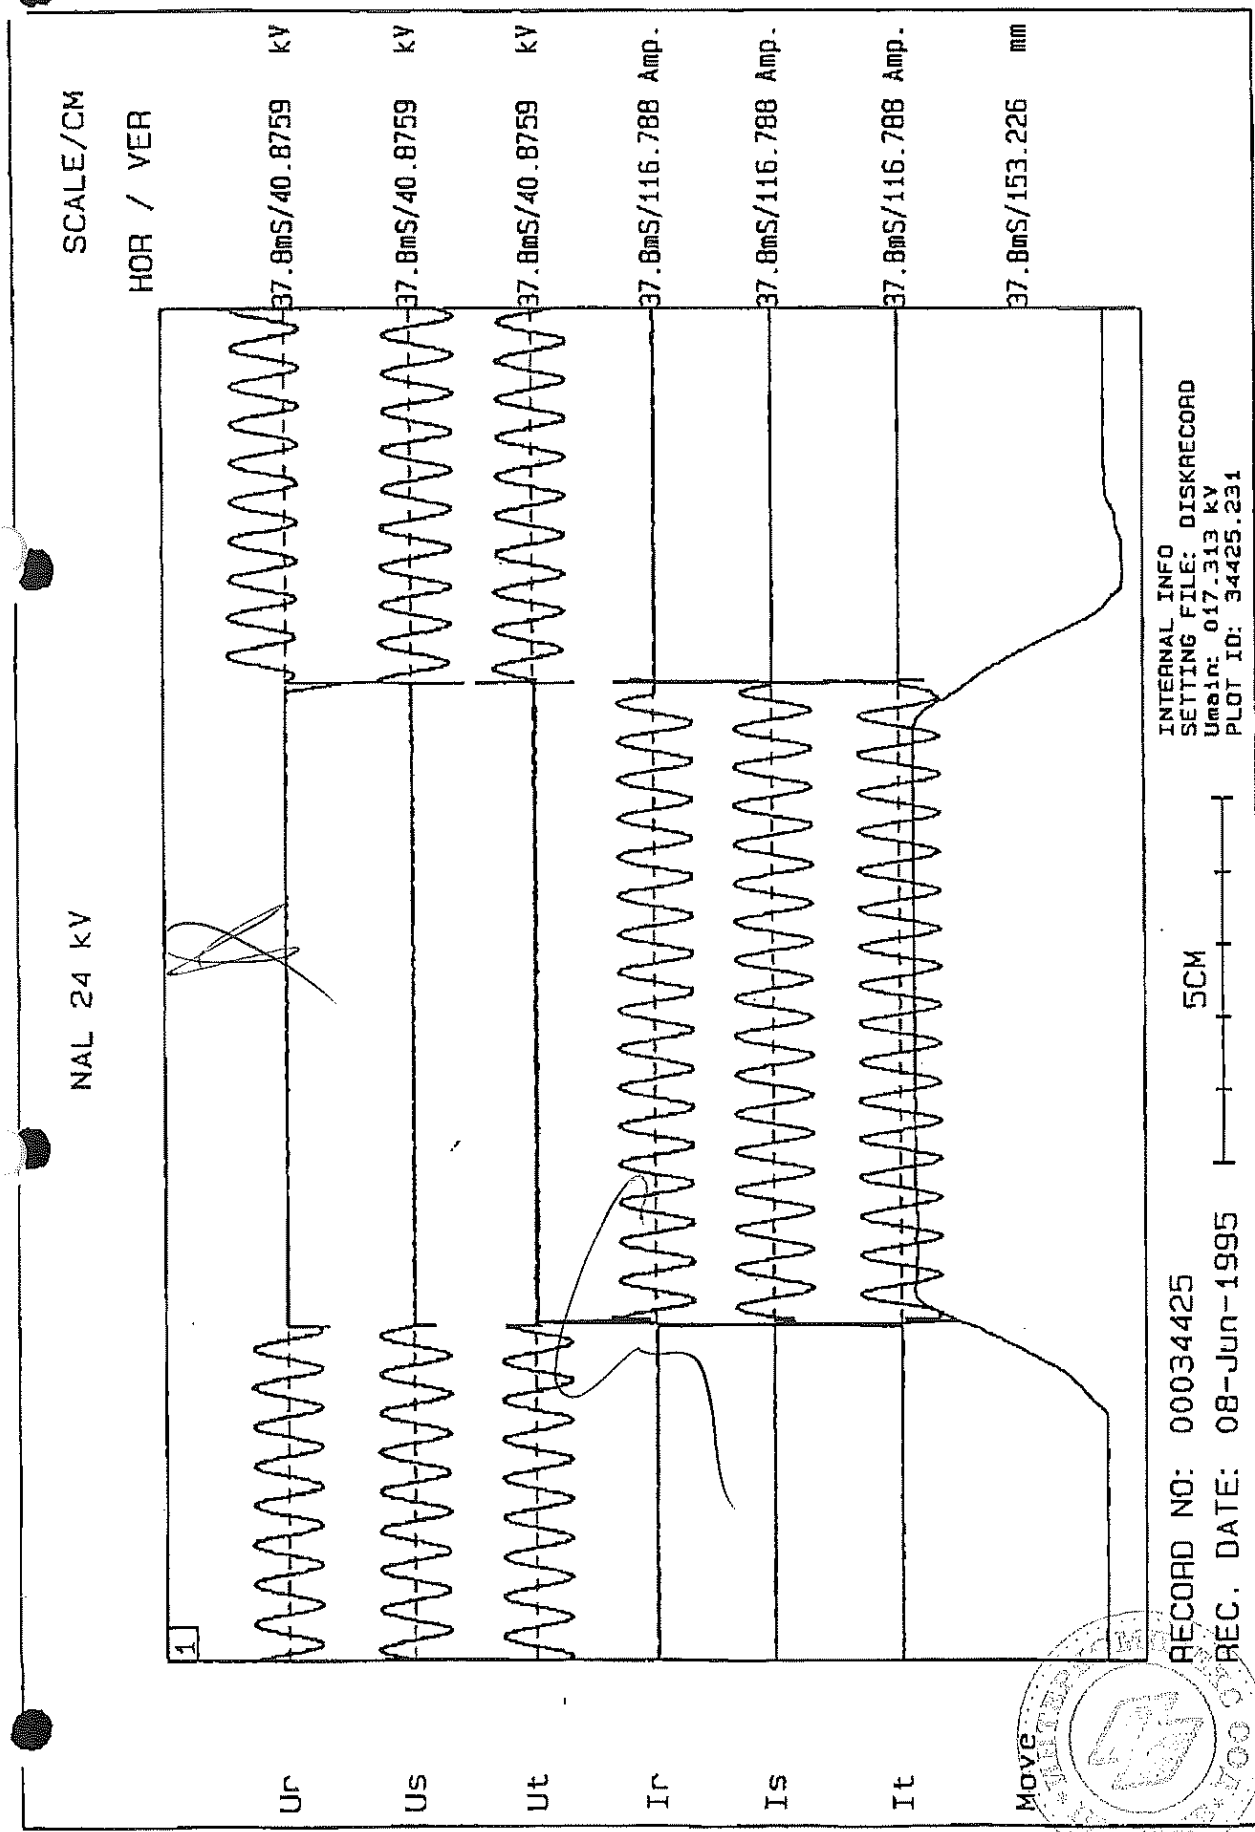 NAL 24 kV
SCALE/CM
HOR / VER
1
Ur 37.8mS/40.8759 kV
Us 37.8mS/40.8759 kV
Ut 37.8mS/40.8759 kV
Ir 37.8mS/116.788 Amp.
Is 37.8mS/116.788 Amp.
It 37.8mS/116.788 Amp.
Move 37.8mS/153.226 mm
RECORD NO: 00034425
REC. DATE: 08-Jun-1995
5CM
INTERNAL INFO
SETTING FILE: DISKRECORD
Umain: 017.313 kV
PLOT ID: 34425.231